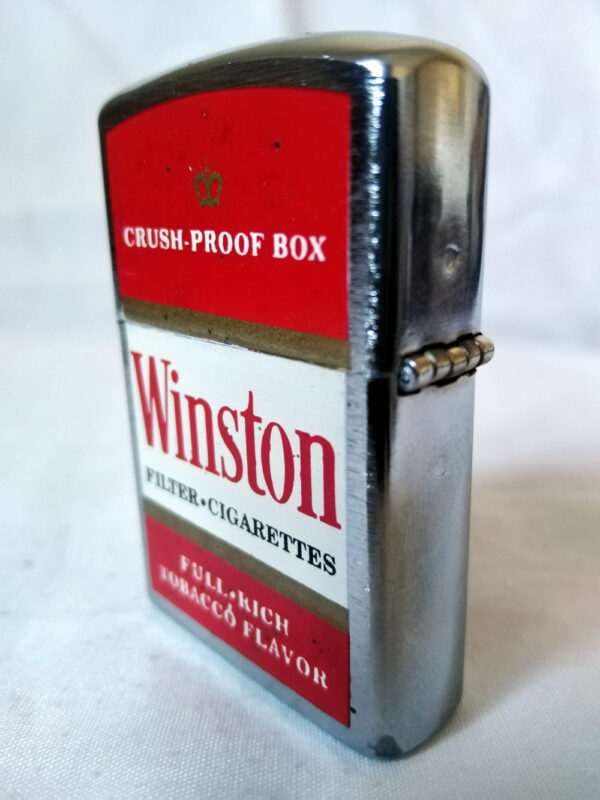 CRUSH-PROOF BOX
Winston
FILTER•CIGARETTES
FULL•RICH
TOBACCO FLAVOR